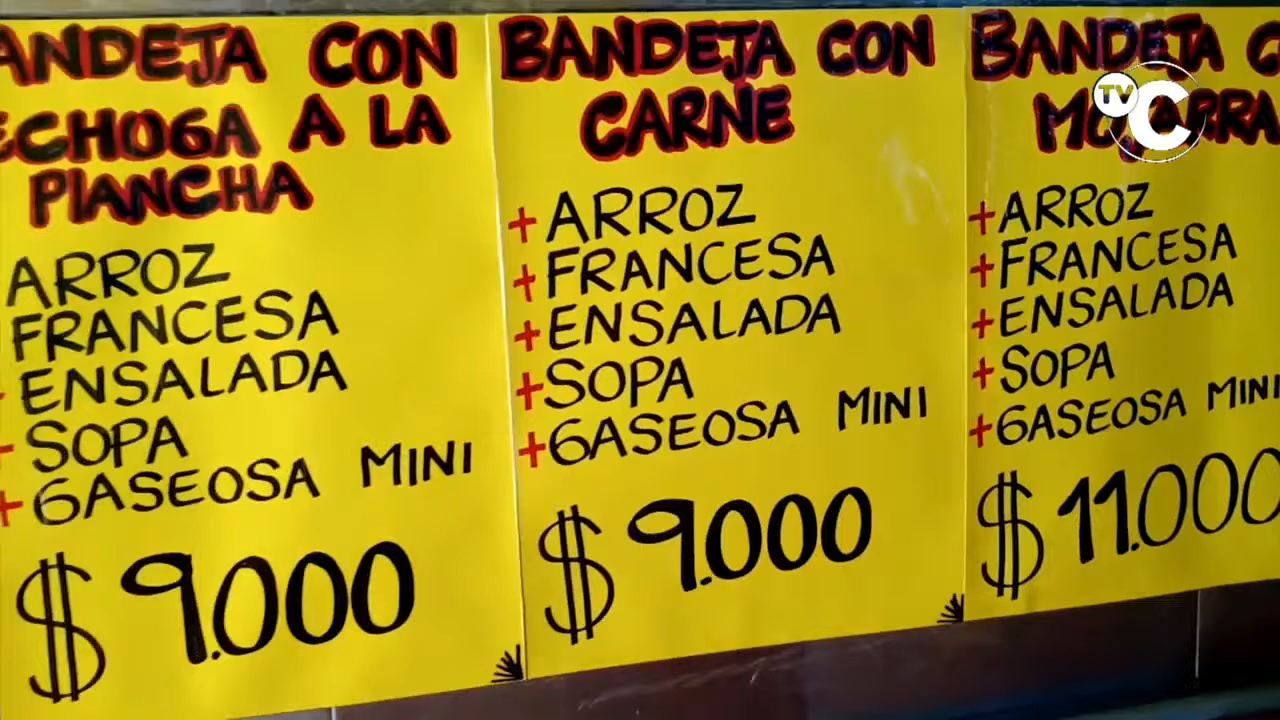 ANDEJA CON
ECHOGA A LA
PLANCHA
ARROZ
FRANCESA
+ENSALADA
+SOPA
+GASEOSA MINI
$ 9.000
BANDEJA CON
CARNE
+ARROZ
+FRANCESA
+ENSALADA
+SOPA
+GASEOSA MINI
$ 9.000
BANDEJA C
+ARROZ
+FRANCESA
+ENSALADA
+SOPA
+GASEOSA MINI
$ 11.000
TV C